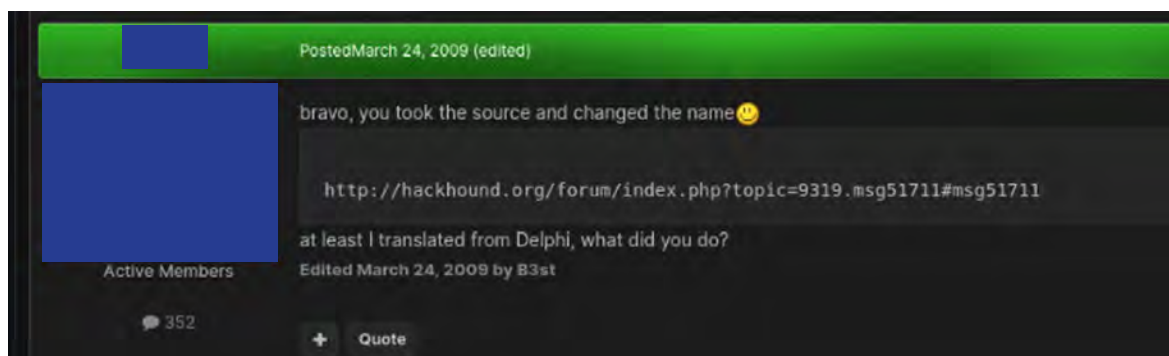 PostedMarch 24, 2009 (edited)
bravo, you took the source and changed the name
http://hackhound.org/forum/index.php?topic=9319.msg51711#msg51711
at least I translated from Delphi, what did you do?
Active Members
Edited March 24, 2009 by B3st
352
+ Quote